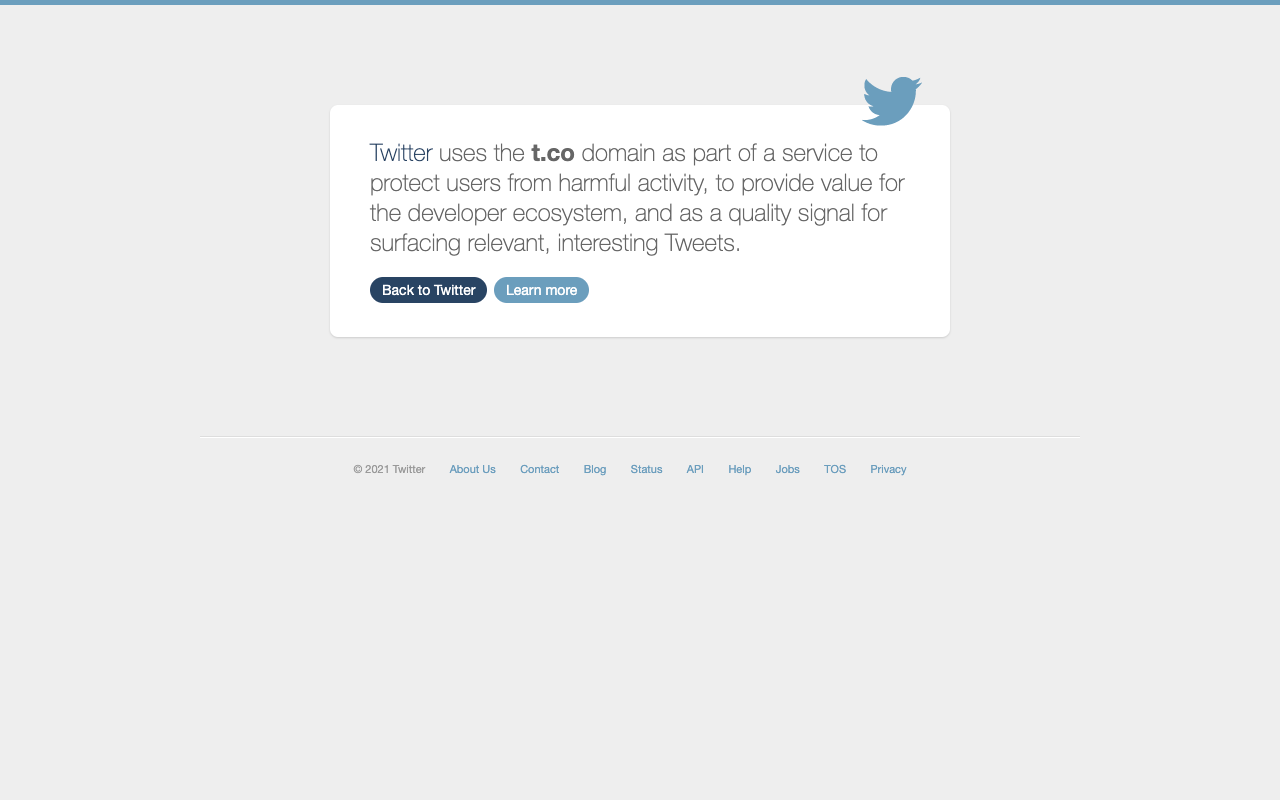 Twitter uses the t.co domain as part of a service to
protect users from harmful activity, to provide value for
the developer ecosystem, and as a quality signal for
surfacing relevant, interesting Tweets.
Back to Twitter Learn more
© 2021 Twitter About Us Contact Blog Status API Help Jobs TOS Privacy